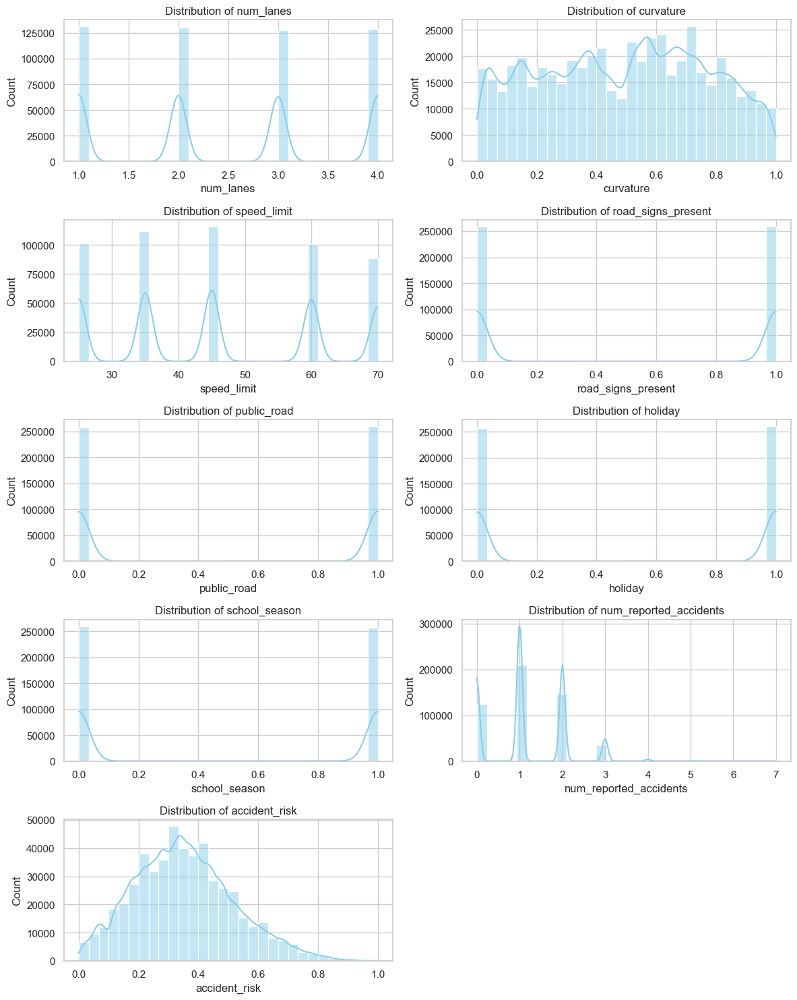 Distribution of num_lanes
Count
125000
100000
75000
50000
25000
0
1.0 1.5 2.0 2.5 3.0 3.5 4.0
num_lanes
Distribution of curvature
Count
25000
20000
15000
10000
5000
0
0.0 0.2 0.4 0.6 0.8 1.0
curvature
Distribution of speed_limit
Count
100000
75000
50000
25000
0
30 40 50 60 70
speed_limit
Distribution of road_signs_present
Count
250000
200000
150000
100000
50000
0
0.0 0.2 0.4 0.6 0.8 1.0
road_signs_present
Distribution of public_road
Count
250000
200000
150000
100000
50000
0
0.0 0.2 0.4 0.6 0.8 1.0
public_road
Distribution of holiday
Count
250000
200000
150000
100000
50000
0
0.0 0.2 0.4 0.6 0.8 1.0
holiday
Distribution of school_season
Count
250000
200000
150000
100000
50000
0
0.0 0.2 0.4 0.6 0.8 1.0
school_season
Distribution of num_reported_accidents
Count
300000
200000
100000
0
0 1 2 3 4 5 6 7
num_reported_accidents
Distribution of accident_risk
Count
50000
40000
30000
20000
10000
0
0.0 0.2 0.4 0.6 0.8 1.0
accident_risk